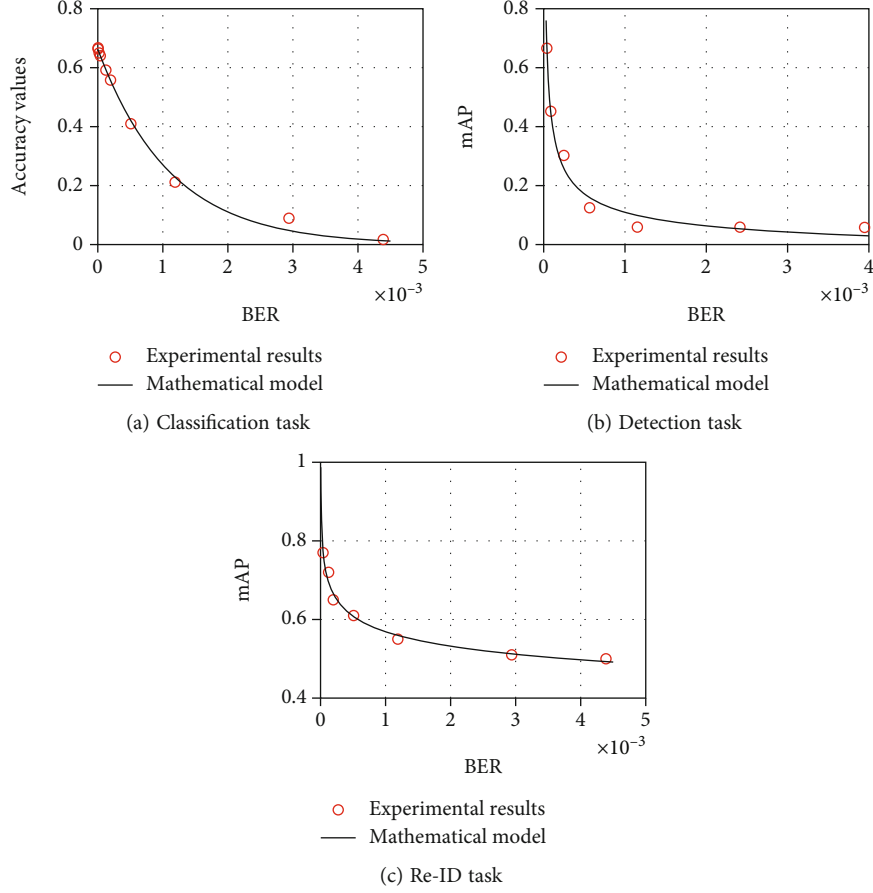 0.8
0.6
0.4
0.2
0
Accuracy values
0 1 2 3 4 5
×10⁻³
BER
Experimental results
Mathematical model
(a) Classification task
0.8
0.6
0.4
0.2
0
mAP
0 1 2 3 4
×10⁻³
BER
Experimental results
Mathematical model
(b) Detection task
1
0.8
0.6
0.4
mAP
0 1 2 3 4 5
×10⁻³
BER
Experimental results
Mathematical model
(c) Re-ID task